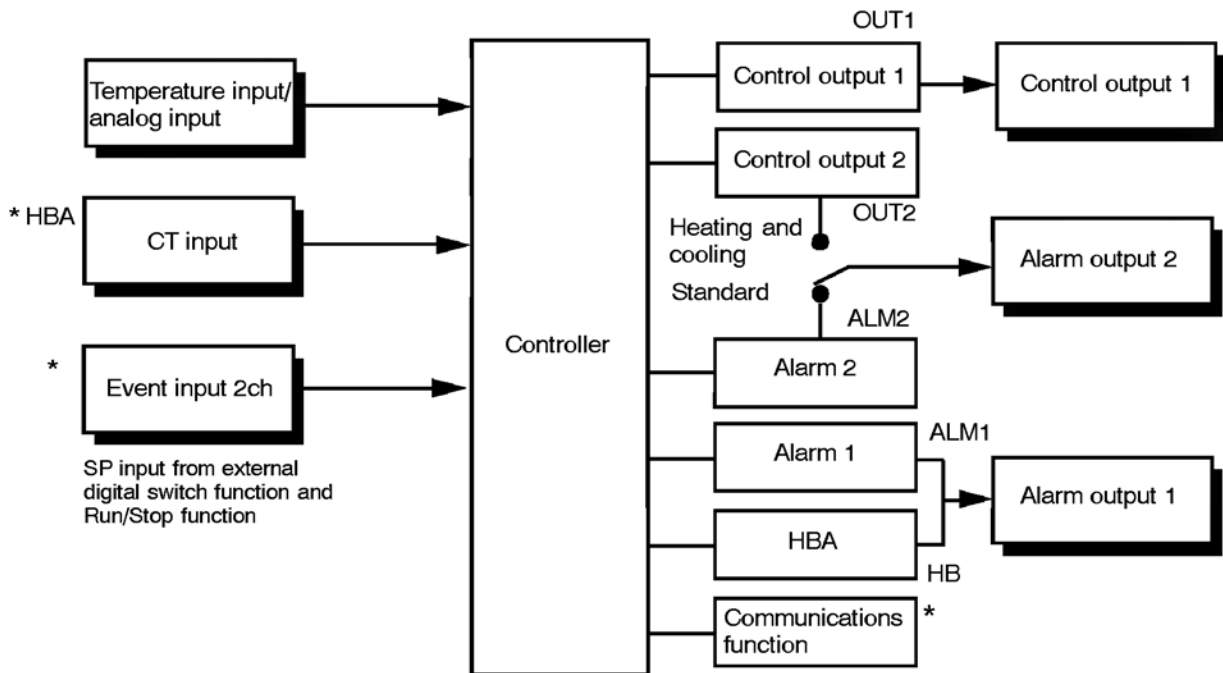 Temperature input/
analog input
* HBA
CT input
*
Event input 2ch
SP input from external
digital switch function and
Run/Stop function
Controller
OUT1
Control output 1
Control output 1
Control output 2
OUT2
Heating and
cooling
Standard
Alarm output 2
ALM2
Alarm 2
ALM1
Alarm 1
Alarm output 1
HBA
HB
Communications
function
*